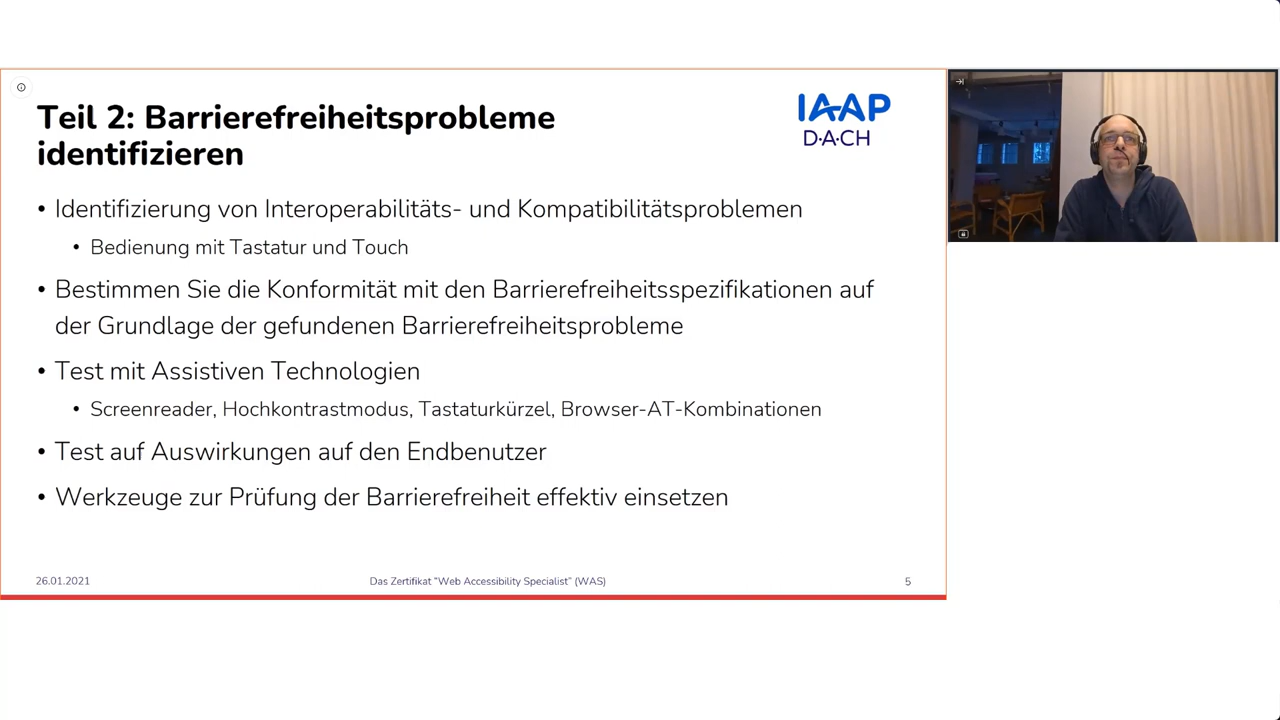 Teil 2: Barrierefreiheitsprobleme
identifizieren
IAAP
D·A·CH
• Identifizierung von Interoperabilitäts- und Kompatibilitätsproblemen
• Bedienung mit Tastatur und Touch
• Bestimmen Sie die Konformität mit den Barrierefreiheitsspezifikationen auf
der Grundlage der gefundenen Barrierefreiheitsprobleme
• Test mit Assistiven Technologien
• Screenreader, Hochkontrastmodus, Tastaturkürzel, Browser-AT-Kombinationen
• Test auf Auswirkungen auf den Endbenutzer
• Werkzeuge zur Prüfung der Barrierefreiheit effektiv einsetzen
26.01.2021
Das Zertifikat "Web Accessibility Specialist" (WAS)
5